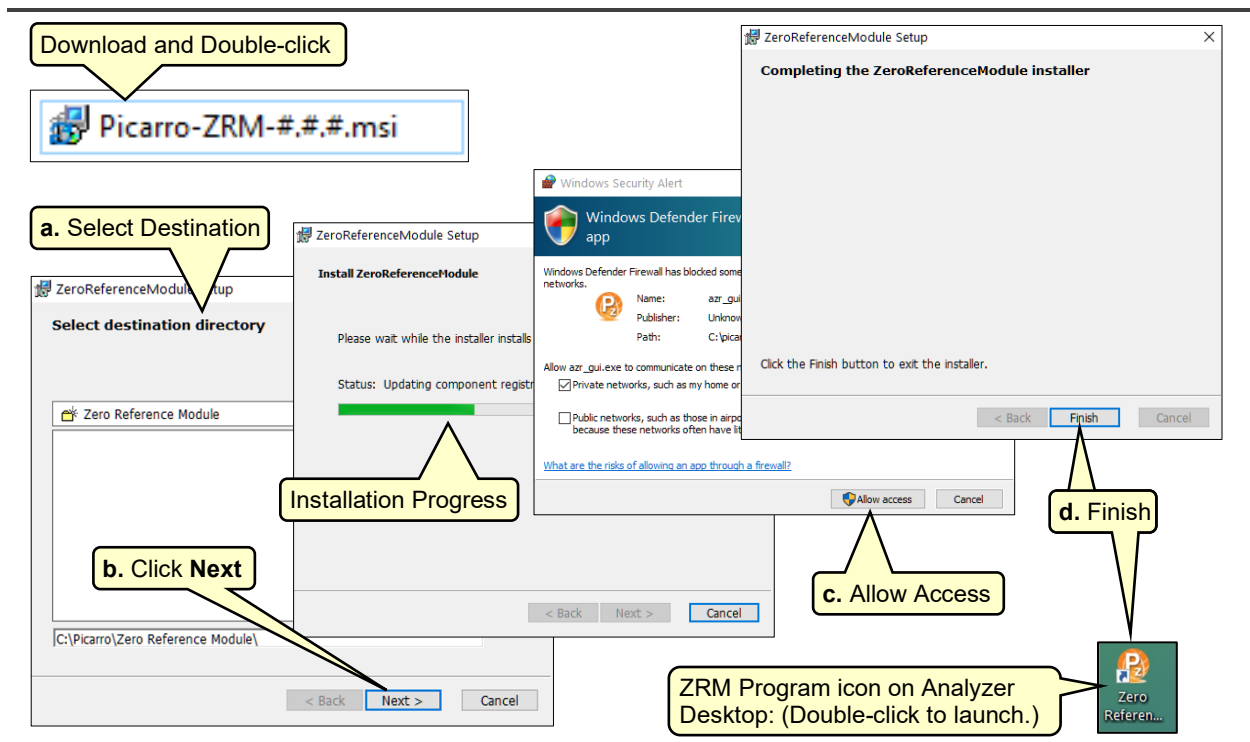 Download and Double-click
Picarro-ZRM-#.#.#.msi
a. Select Destination
ZeroReferenceModule Setup
Select destination directory
Zero Reference Module
b. Click Next
C:\Picarro\Zero Reference Module\
< Back
Next >
Cancel
ZeroReferenceModule Setup
Install ZeroReferenceModule
Please wait while the installer installs
Status: Updating component registr
Installation Progress
< Back
Next >
Cancel
Windows Security Alert
Windows Defender Firew
app
Windows Defender Firewall has blocked some
networks.
Name: azr_gui
Publisher: Unknow
Path: C:\picar
Allow azr_gui.exe to communicate on these n
Private networks, such as my home or
Public networks, such as those in airpo
because these networks often have lit
What are the risks of allowing an app through a firewall?
Allow access
Cancel
c. Allow Access
ZeroReferenceModule Setup
Completing the ZeroReferenceModule installer
Click the Finish button to exit the installer.
< Back
Finish
Cancel
d. Finish
ZRM Program icon on Analyzer
Desktop: (Double-click to launch.)
Zero
Referen...